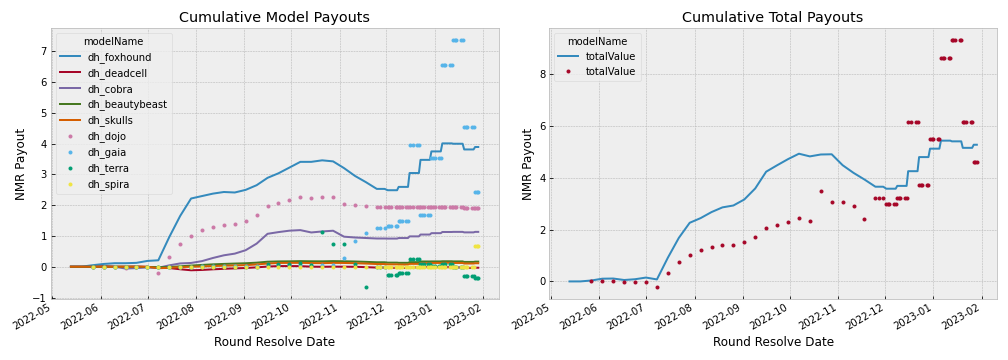 Cumulative Model Payouts
NMR Payout
7
6
5
4
3
2
1
0
−1
modelName
dh_foxhound
dh_deadcell
dh_cobra
dh_beautybeast
dh_skulls
dh_dojo
dh_gaia
dh_terra
dh_spira
2022-05
2022-06
2022-07
2022-08
2022-09
2022-10
2022-11
2022-12
2023-01
2023-02
Round Resolve Date
Cumulative Total Payouts
NMR Payout
8
6
4
2
0
modelName
totalValue
totalValue
2022-05
2022-06
2022-07
2022-08
2022-09
2022-10
2022-11
2022-12
2023-01
2023-02
Round Resolve Date